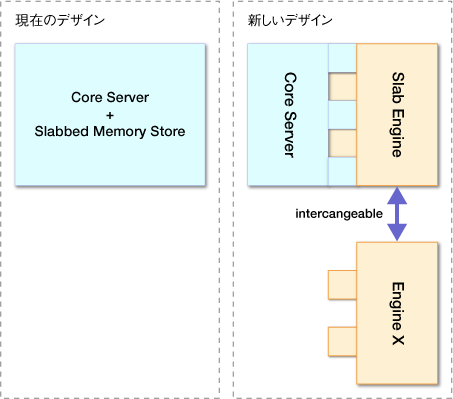 現在のデザイン
Core Server
+
Slabbed Memory Store
新しいデザイン
Core Server
Slab Engine
intercangeable
Engine X